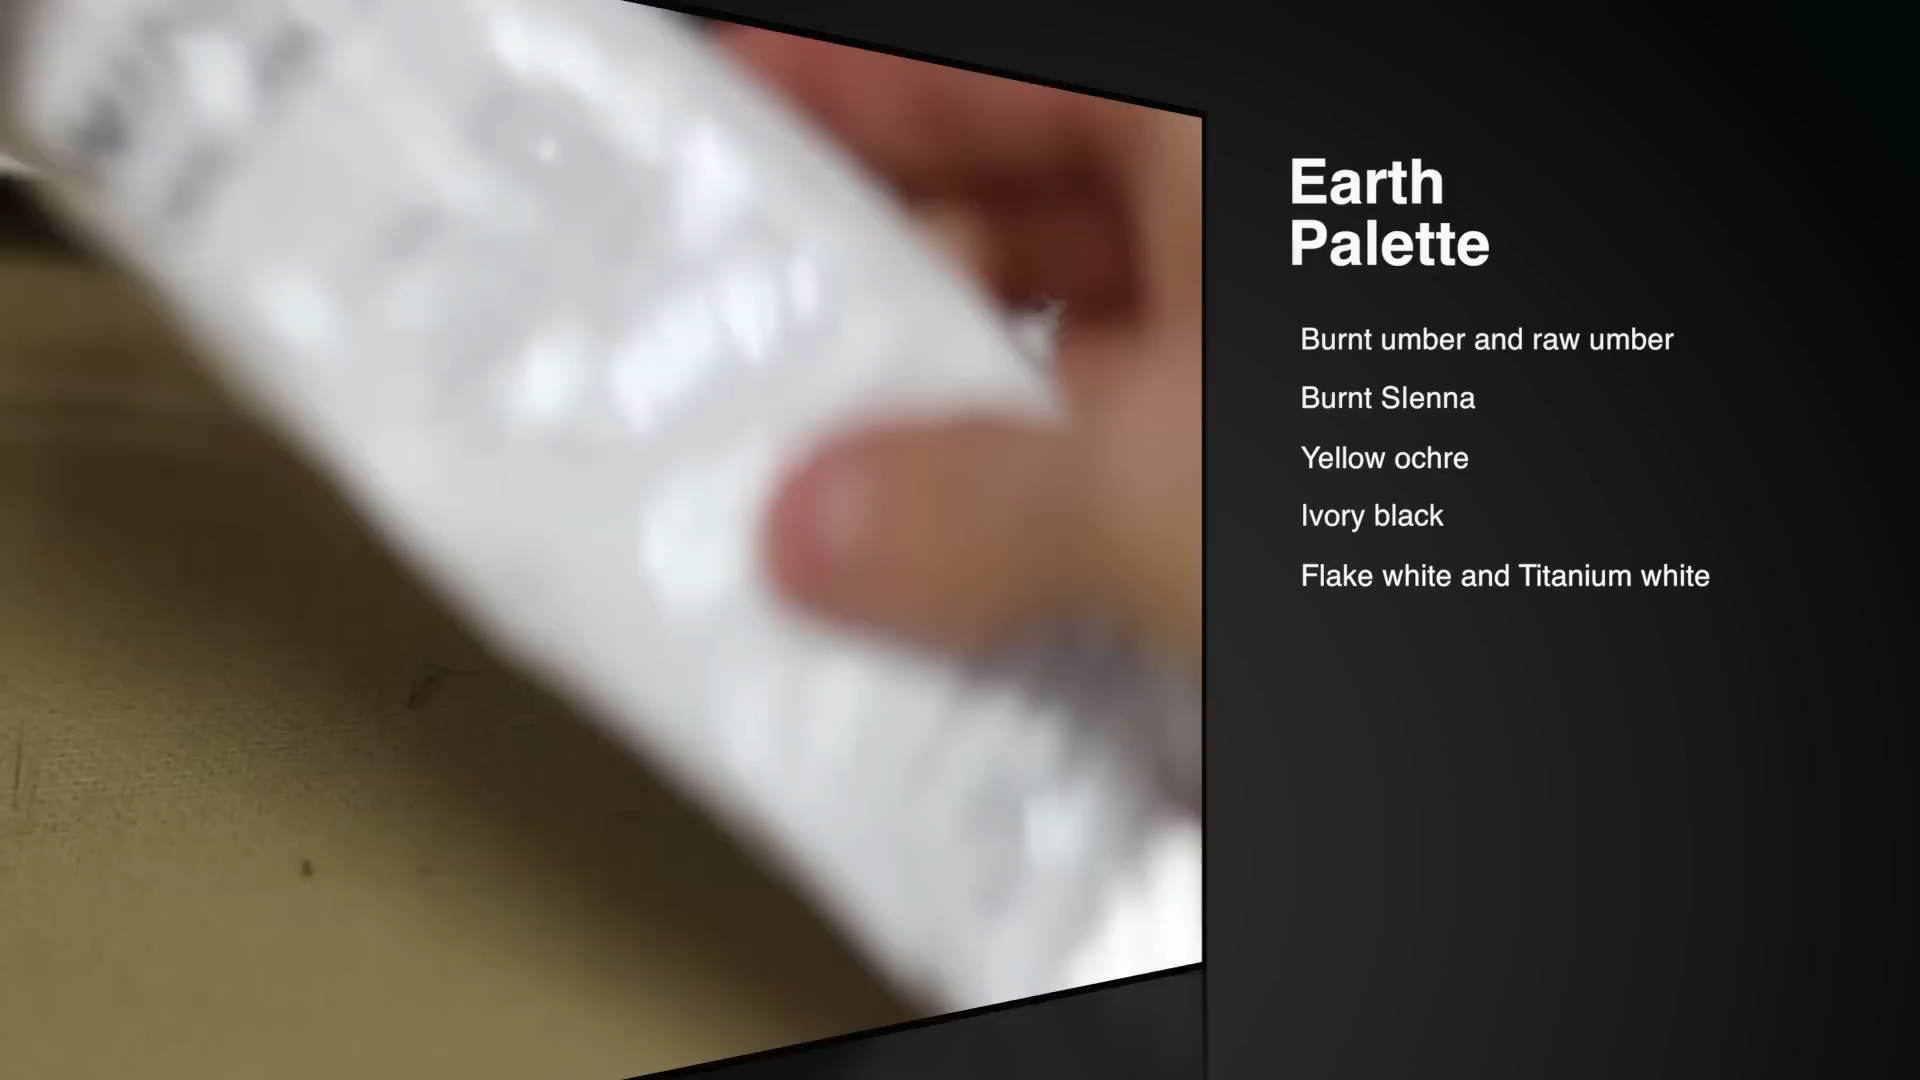 Earth
Palette
Burnt umber and raw umber
Burnt SIenna
Yellow ochre
Ivory black
Flake white and Titanium white